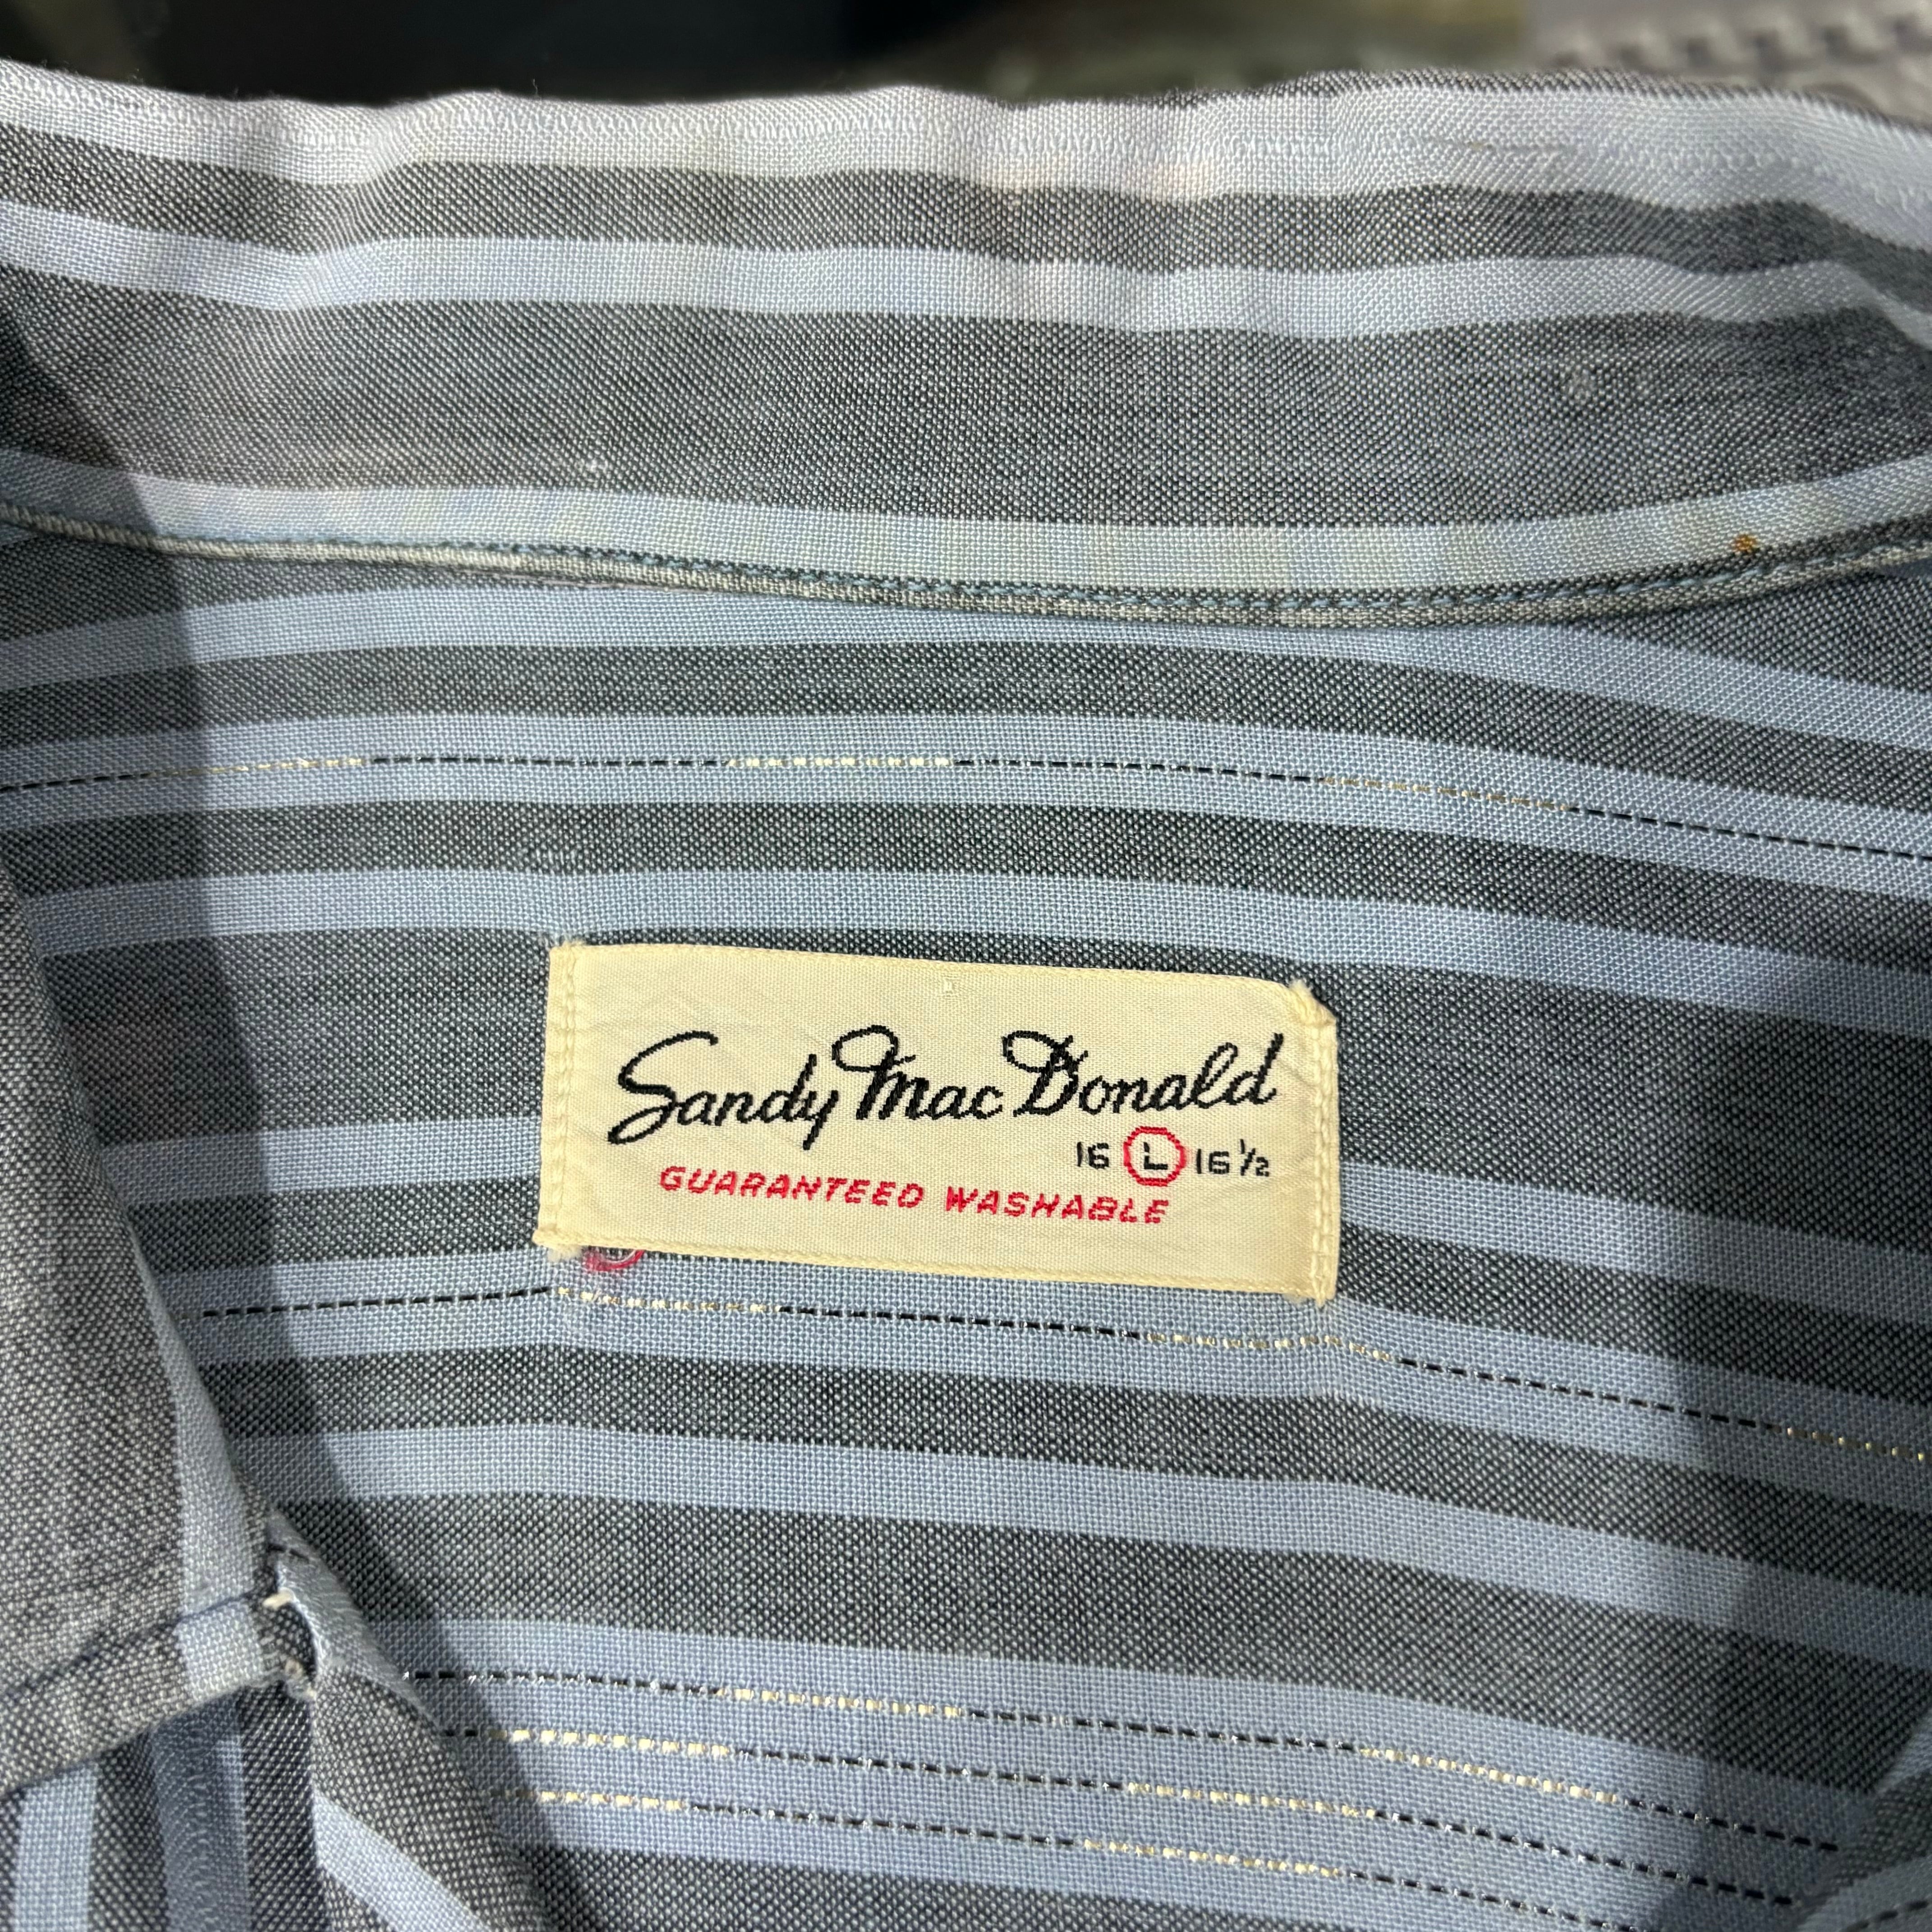 Sandy MacDonald
16 L 16½
GUARANTEED WASHABLE